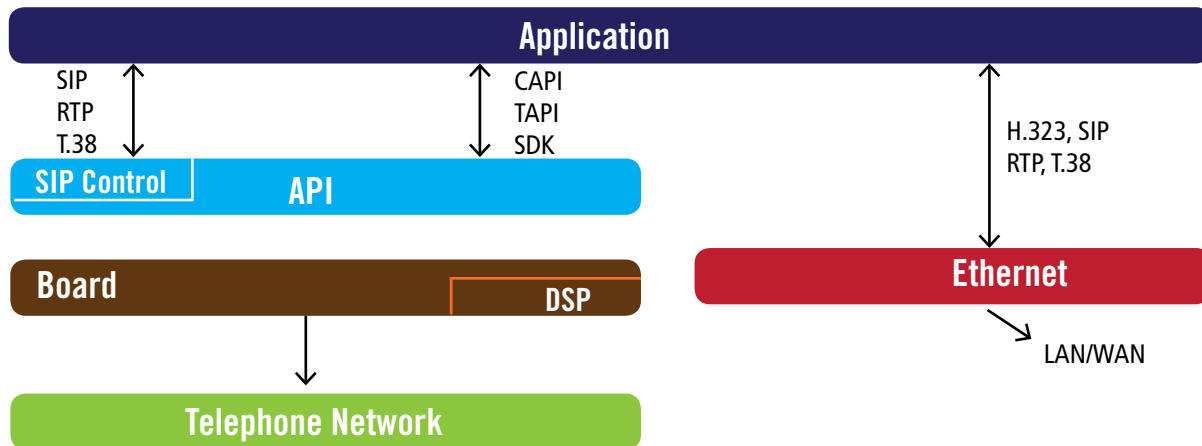 Application
SIP
RTP
T.38
CAPI
TAPI
SDK
H.323, SIP
RTP, T.38
SIP Control
API
Board
DSP
Ethernet
LAN/WAN
Telephone Network